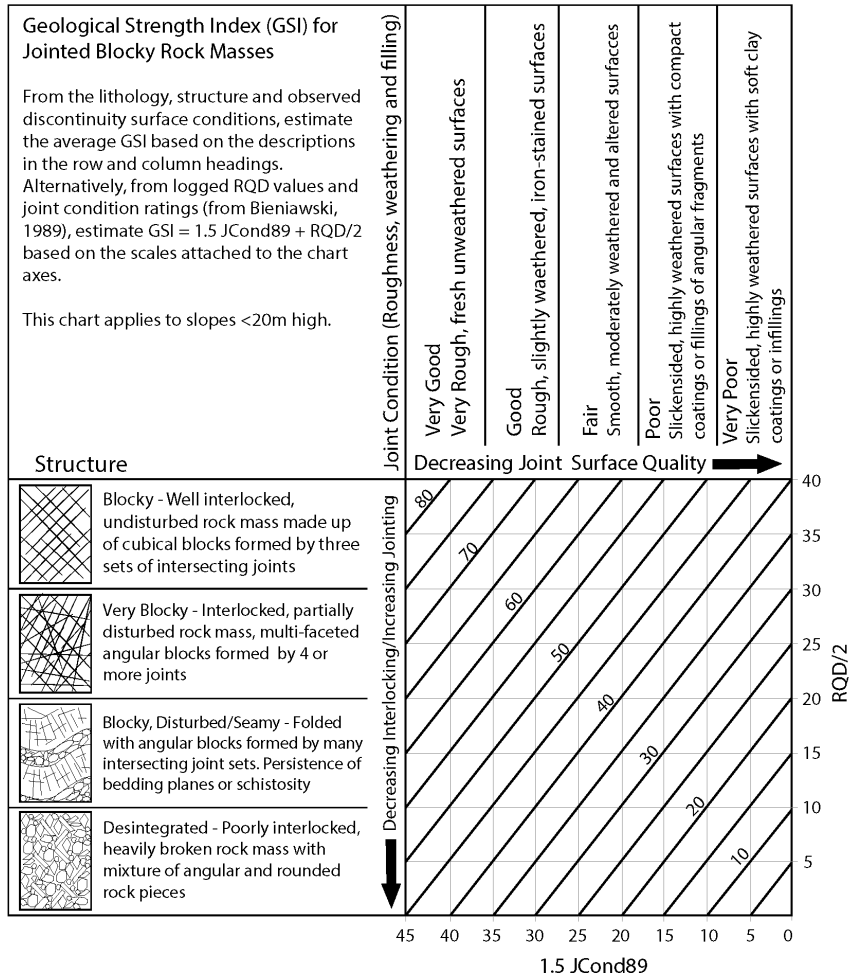 Geological Strength Index (GSI) for
Jointed Blocky Rock Masses
From the lithology, structure and observed
discontinuity surface conditions, estimate
the average GSI based on the descriptions
in the row and column headings.
Alternatively, from logged RQD values and
joint condition ratings (from Bieniawski,
1989), estimate GSI = 1.5 JCond89 + RQD/2
based on the scales attached to the chart
axes.
This chart applies to slopes <20m high.
Structure
Joint Condition (Roughness, weathering and filling)
Very Good
Very Rough, fresh unweathered surfaces
Good
Rough, slightly waethered, iron-stained surfaces
Fair
Smooth, moderately weathered and altered surfacces
Poor
Slickensided, highly weathered surfaces with compact
coatings or fillings of angular fragments
Very Poor
Slickensided, highly weathered surfaces with soft clay
coatings or infillings
Decreasing Joint Surface Quality
Blocky - Well interlocked,
undisturbed rock mass made up
of cubical blocks formed by three
sets of intersecting joints
Very Blocky - Interlocked, partially
disturbed rock mass, multi-faceted
angular blocks formed by 4 or
more joints
Blocky, Disturbed/Seamy - Folded
with angular blocks formed by many
intersecting joint sets. Persistence of
bedding planes or schistosity
Desintegrated - Poorly interlocked,
heavily broken rock mass with
mixture of angular and rounded
rock pieces
Decreasing Interlocking/Increasing Jointing
80
70
60
50
40
30
20
10
40
35
30
25
20
15
10
5
RQD/2
45 40 35 30 25 20 15 10 5 0
1.5 JCond89